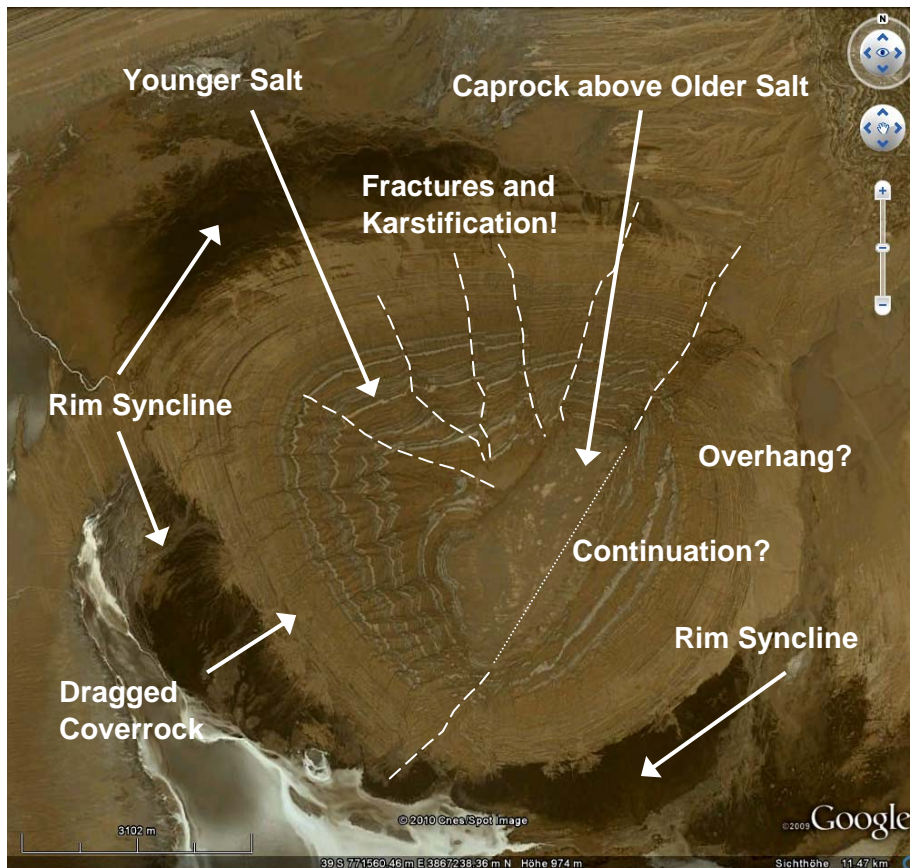 N
Younger Salt
Caprock above Older Salt
Fractures and
Karstification!
Rim Syncline
Overhang?
Continuation?
Rim Syncline
Dragged
Coverrock
© 2010 Cnes/Spot Image
©2009 Google
3102 m
39 S 771560.46 m E 3867238.36 m N Höhe 974 m
Sichthöhe 11.47 km